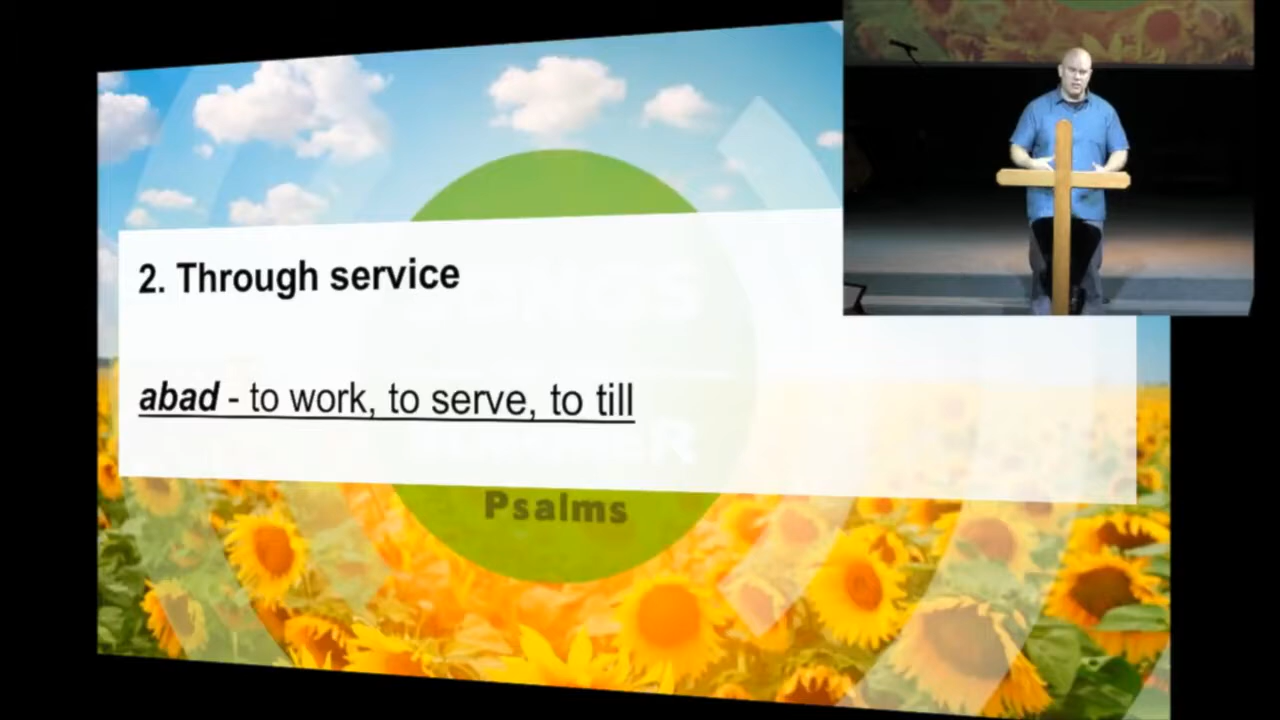 2. Through service
abad - to work, to serve, to till
Psalms